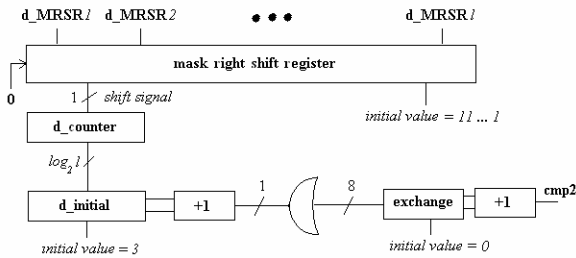 d_MRSR1 d_MRSR2 ••• d_MRSRl
mask right shift register
0
1 shift signal
initial value = 11 ... 1
d_counter
log2 l
d_initial +1 1 8 exchange +1 cmp2
initial value = 3 initial value = 0